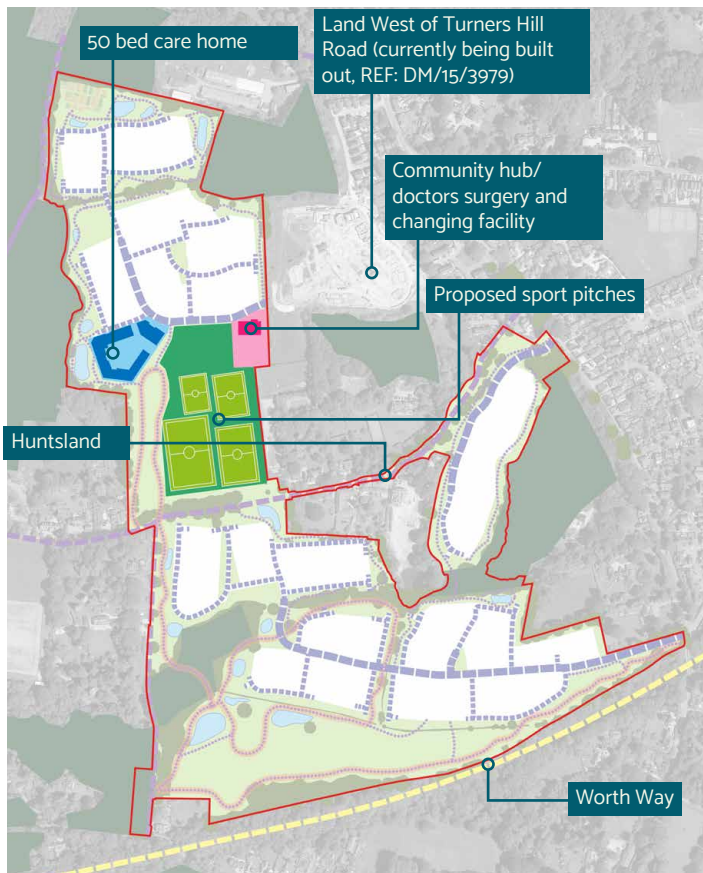 50 bed care home
Land West of Turners Hill
Road (currently being built
out, REF: DM/15/3979)
Community hub/
doctors surgery and
changing facility
Proposed sport pitches
Huntsland
Worth Way